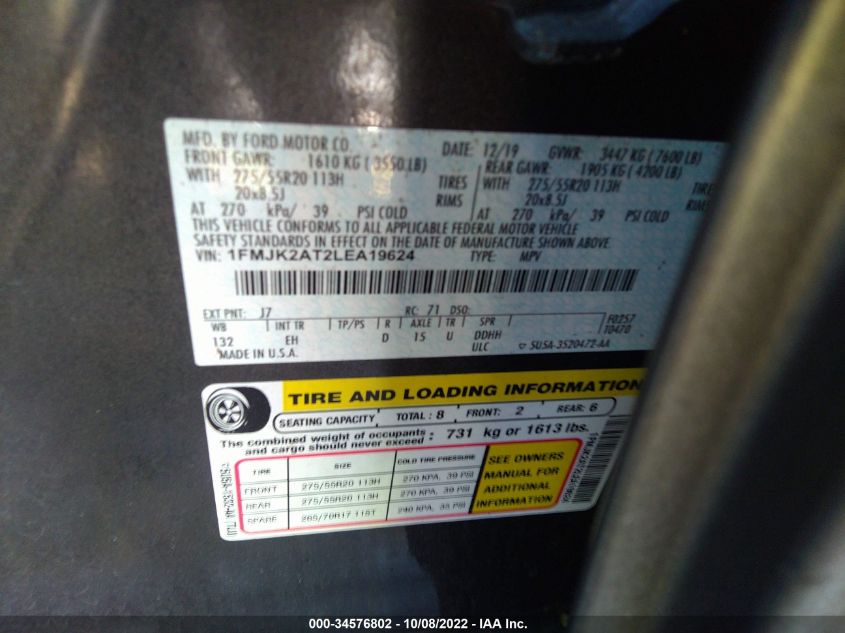 MFD. BY FORD MOTOR CO. DATE: 12/19 GVWR: 3447 KG ( 7600 LB)
FRONT GAWR: 1610 KG ( 3550 LB) REAR GAWR: 1905 KG ( 4200 LB)
WITH 275/55R20 113H TIRES WITH 275/55R20 113H TIRE
20x8.5J RIMS 20x8.5J RIMS
AT 270 kPa/ 39 PSI COLD AT 270 kPa/ 39 PSI COLD
THIS VEHICLE CONFORMS TO ALL APPLICABLE FEDERAL MOTOR VEHICLE
SAFETY STANDARDS IN EFFECT ON THE DATE OF MANUFACTURE SHOWN ABOVE.
VIN: 1FMJK2AT2LEA19624 TYPE: MPV
EXT PNT: J7 RC: 71 DSO: F0257
WB INT TR TP/PS R AXLE TR SPR T0470
132 EH D 15 U DDHH
MADE IN U.S.A. ULC ▽ 5U5A-3520472-AA
TIRE AND LOADING INFORMATION
SEATING CAPACITY TOTAL : 8 FRONT: 2 REAR: 6
The combined weight of occupants : 731 kg or 1613 lbs.
and cargo should never exceed
TIRE SIZE COLD TIRE PRESSURE
FRONT 275/55R20 113H 270 KPA, 39 PSI
REAR 275/55R20 113H 270 KPA, 39 PSI
SPARE 265/70R17 115T 240 KPA, 35 PSI
SEE OWNERS
MANUAL FOR
ADDITIONAL
INFORMATION
000-34576802 - 10/08/2022 - IAA Inc.